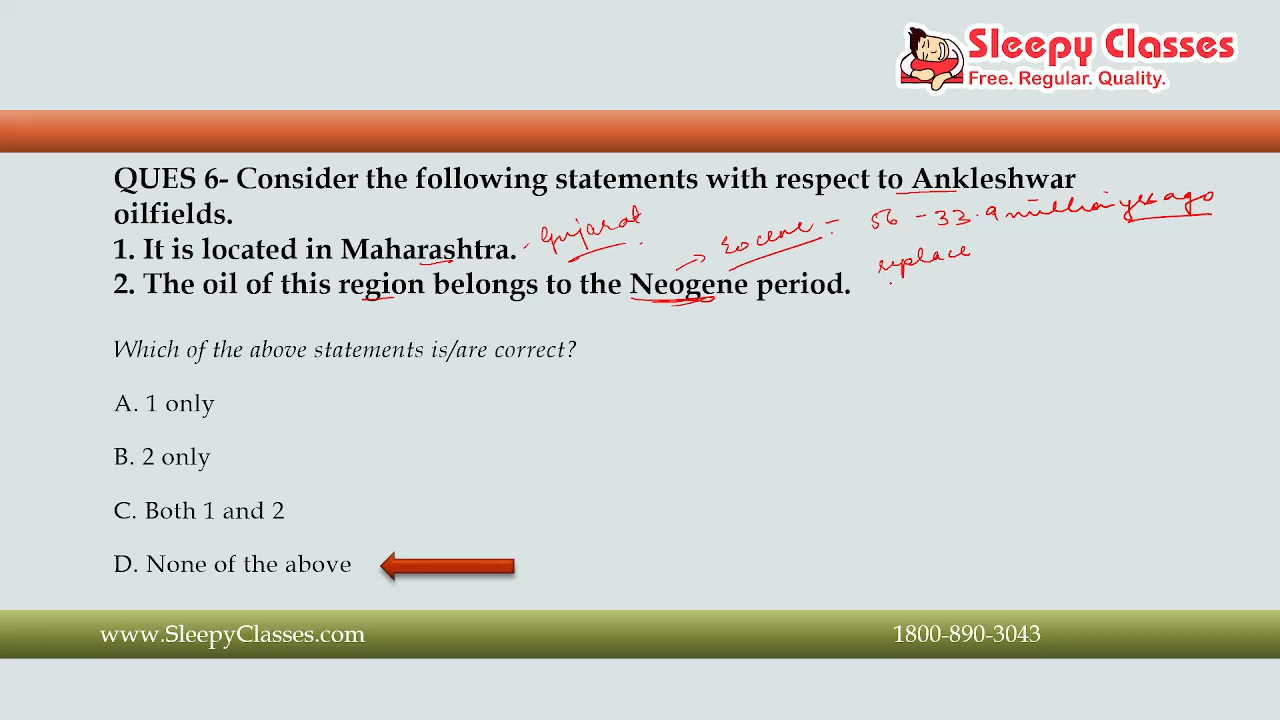 Sleepy Classes
Free. Regular. Quality.
QUES 6- Consider the following statements with respect to Ankleshwar
oilfields.
56 - 33.9 million yrs ago
1. It is located in Maharashtra. Gujarat Eocene
replace
2. The oil of this region belongs to the Neogene period.
Which of the above statements is/are correct?
A. 1 only
B. 2 only
C. Both 1 and 2
D. None of the above
www.SleepyClasses.com 1800-890-3043